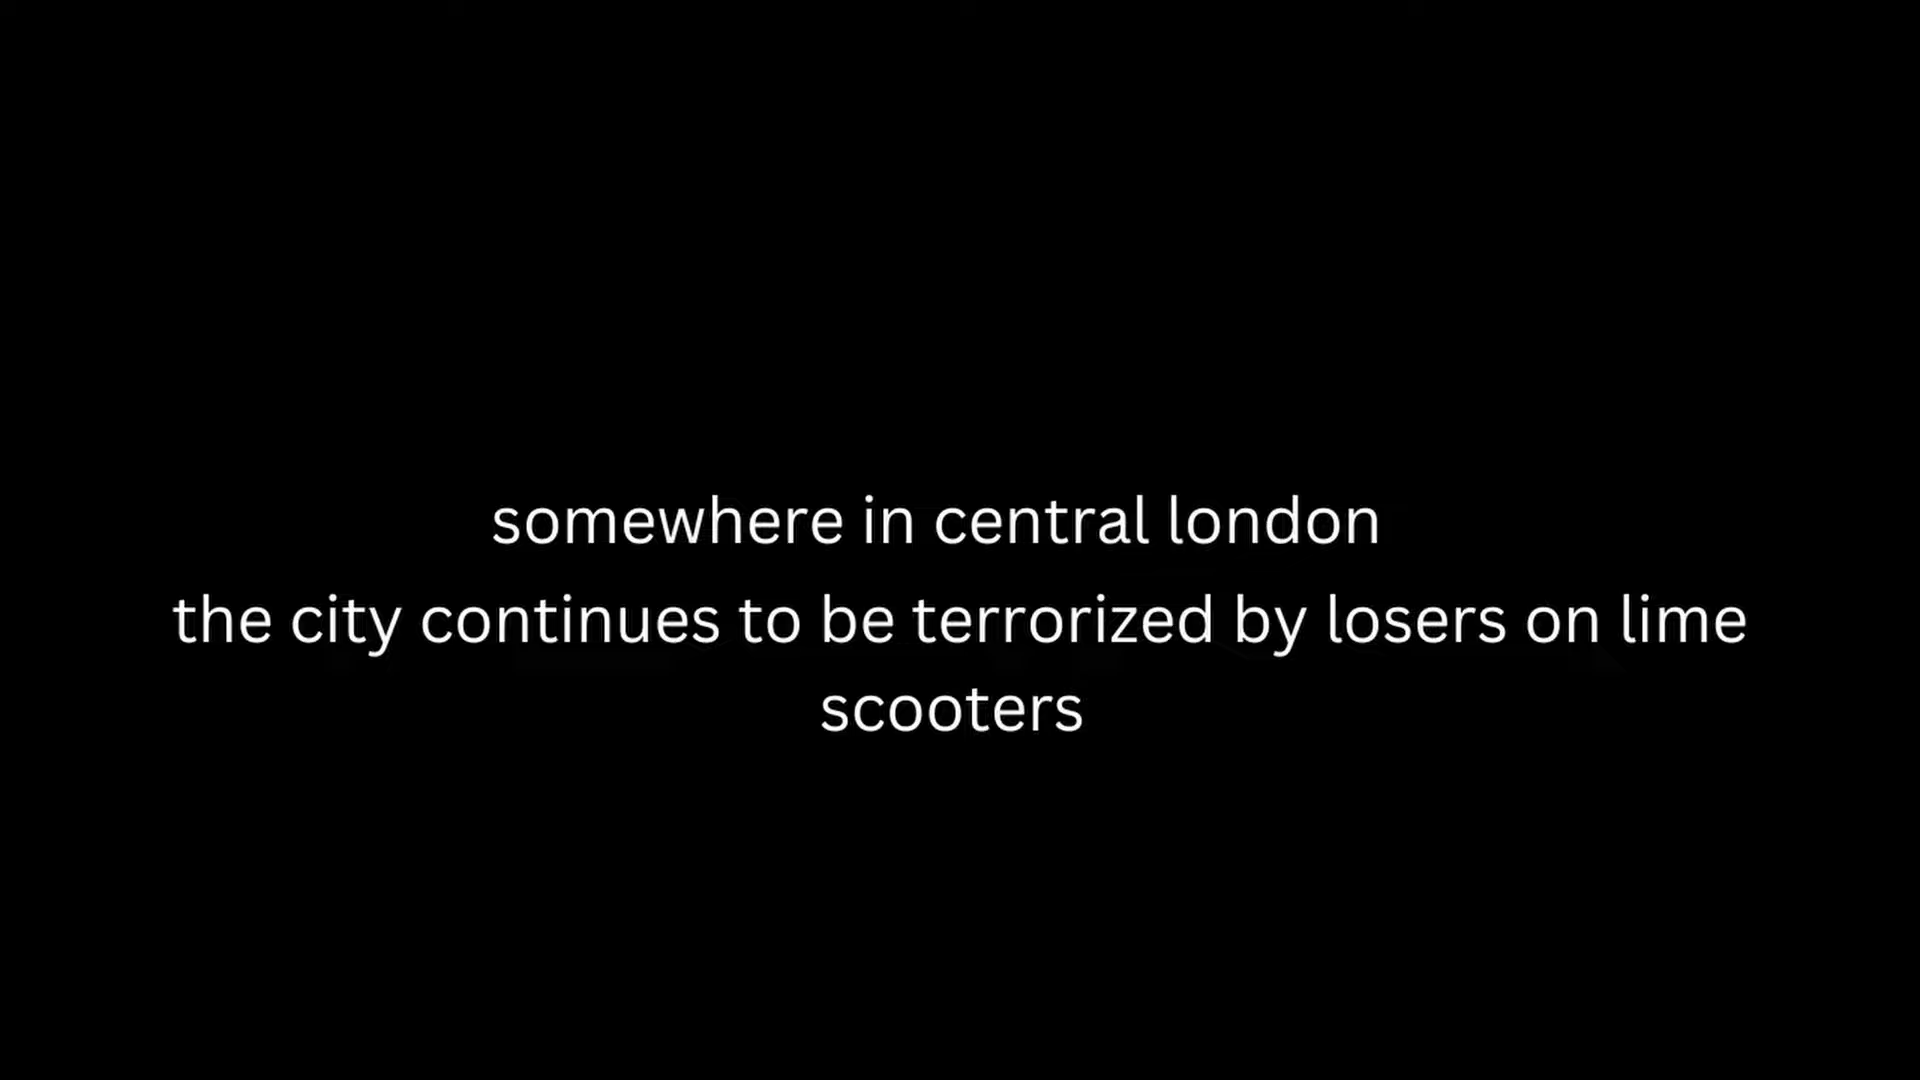 somewhere in central london
the city continues to be terrorized by losers on lime
scooters